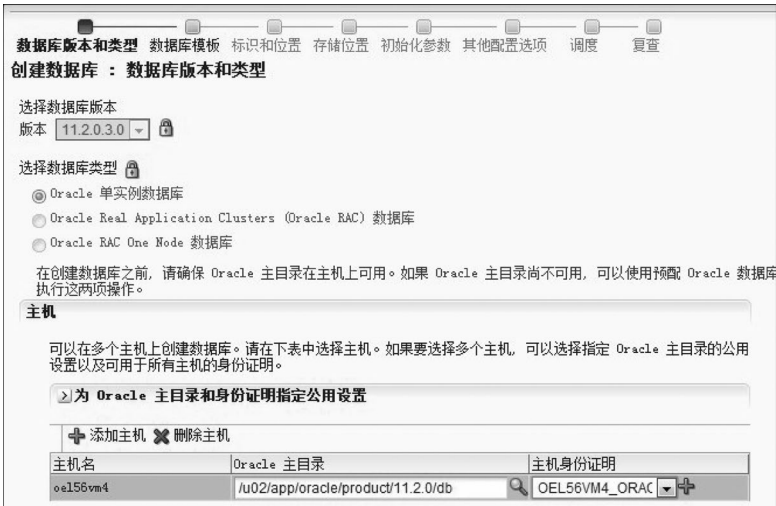 数据库版本和类型 数据库模板 标识和位置 存储位置 初始化参数 其他配置选项 调度 复查
创建数据库 : 数据库版本和类型
选择数据库版本
版本 11.2.0.3.0
选择数据库类型
Oracle 单实例数据库
Oracle Real Application Clusters (Oracle RAC) 数据库
Oracle RAC One Node 数据库
在创建数据库之前, 请确保 Oracle 主目录在主机上可用。如果 Oracle 主目录尚不可用, 可以使用预配 Oracle 数据库
执行这两项操作。
主机
可以在多个主机上创建数据库。请在下表中选择主机。如果要选择多个主机, 可以选择指定 Oracle 主目录的公用
设置以及可用于所有主机的身份证明。
为 Oracle 主目录和身份证明指定公用设置
添加主机 删除主机
主机名 Oracle 主目录 主机身份证明
oel56vm4 /u02/app/oracle/product/11.2.0/db OEL56VM4_ORAC